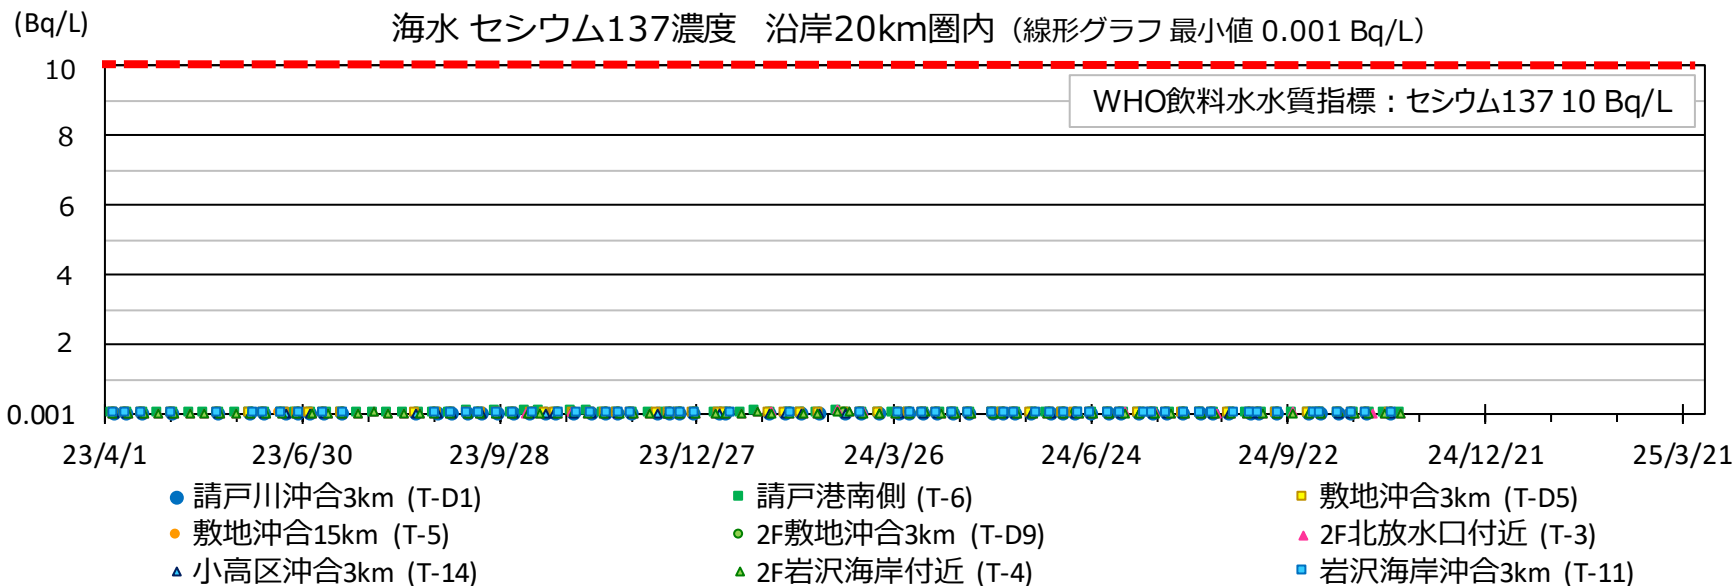 (Bq/L)
海水 セシウム137濃度 沿岸20km圏内（線形グラフ 最小値 0.001 Bq/L）
10
WHO飲料水水質指標：セシウム137 10 Bq/L
8
6
4
2
0.001
23/4/1 23/6/30 23/9/28 23/12/27 24/3/26 24/6/24 24/9/22 24/12/21 25/3/21
請戸川沖合3km (T-D1) 請戸港南側 (T-6) 敷地沖合3km (T-D5)
敷地沖合15km (T-5) 2F敷地沖合3km (T-D9) 2F北放水口付近 (T-3)
小高区沖合3km (T-14) 2F岩沢海岸付近 (T-4) 岩沢海岸沖合3km (T-11)